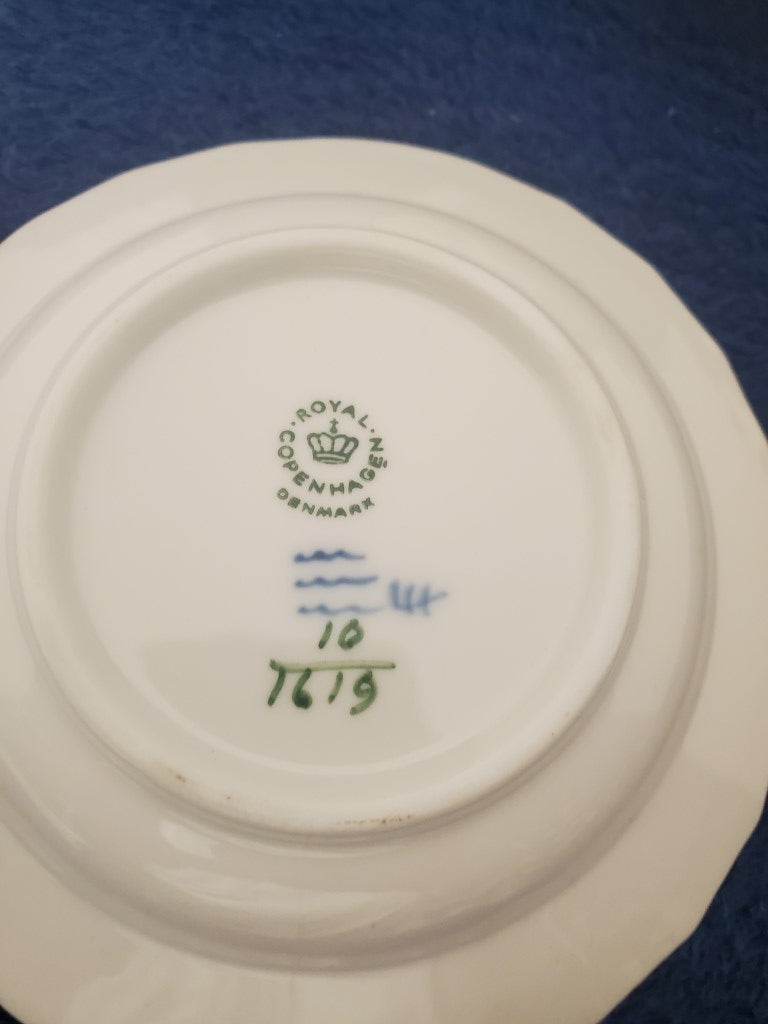 ROYAL
COPENHAGEN
DENMARK
10
1619